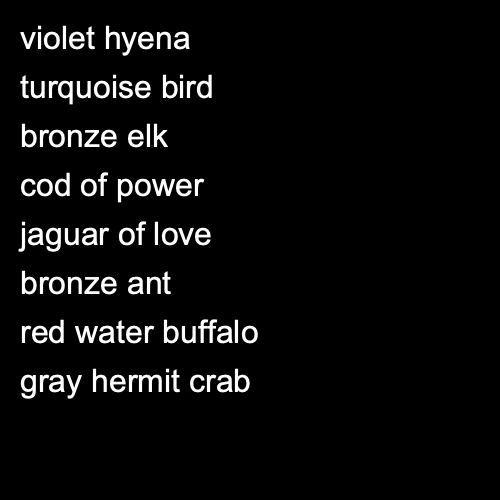 violet hyena
turquoise bird
bronze elk
cod of power
jaguar of love
bronze ant
red water buffalo
gray hermit crab